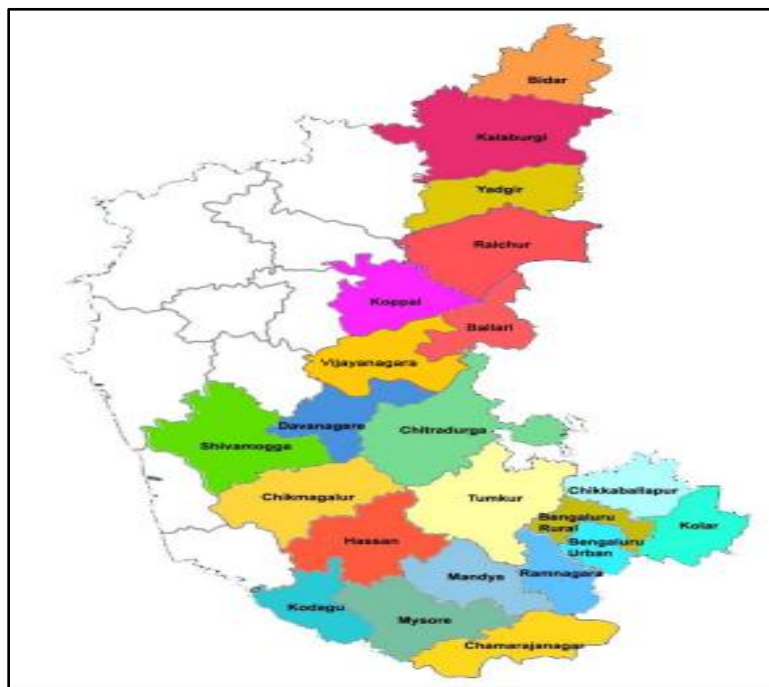 Bidar
Kalaburgi
Yadgir
Raichur
Koppal
Ballari
Vijayanagara
Davanagare
Chitradurga
Shivamogga
Chikmagalur
Tumkur
Chikkaballapur
Bengaluru
Rural
Kolar
Hassan
Bengaluru
Urban
Mandya
Ramnagara
Kodagu
Mysore
Chamarajanagar